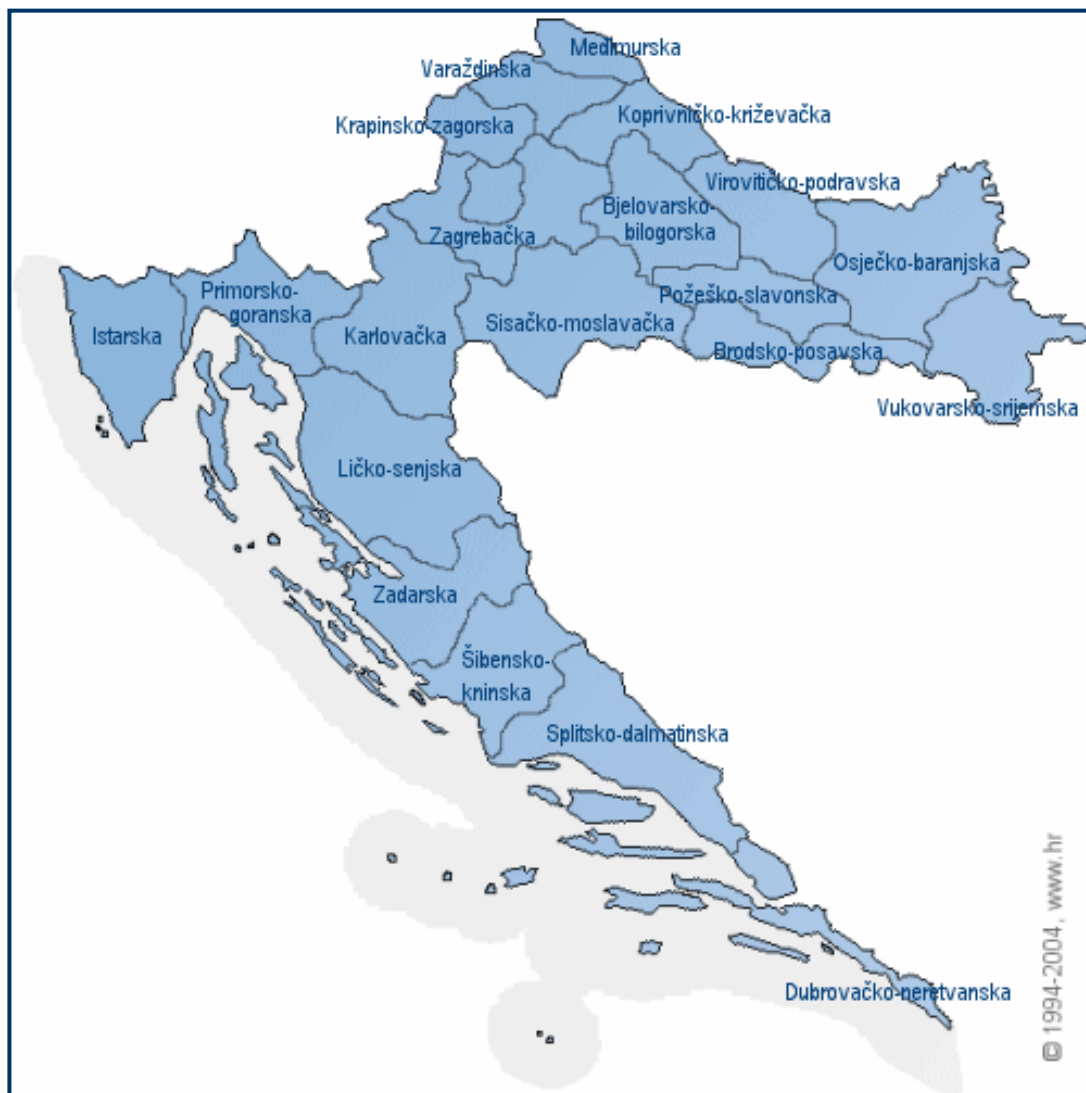 Međimurska
Varaždinska
Koprivničko-križevačka
Krapinsko-zagorska
Virovitičko-podravska
Bjelovarsko-
bilogorska
Zagrebačka
Osječko-baranjska
Primorsko-
goranska
Požeško-slavonska
Sisačko-moslavačka
Istarska
Karlovačka
Brodsko-posavska
Vukovarsko-srijemska
Ličko-senjska
Zadarska
Šibensko-
kninska
Splitsko-dalmatinska
Dubrovačko-neretvanska
© 1994-2004, www.hr